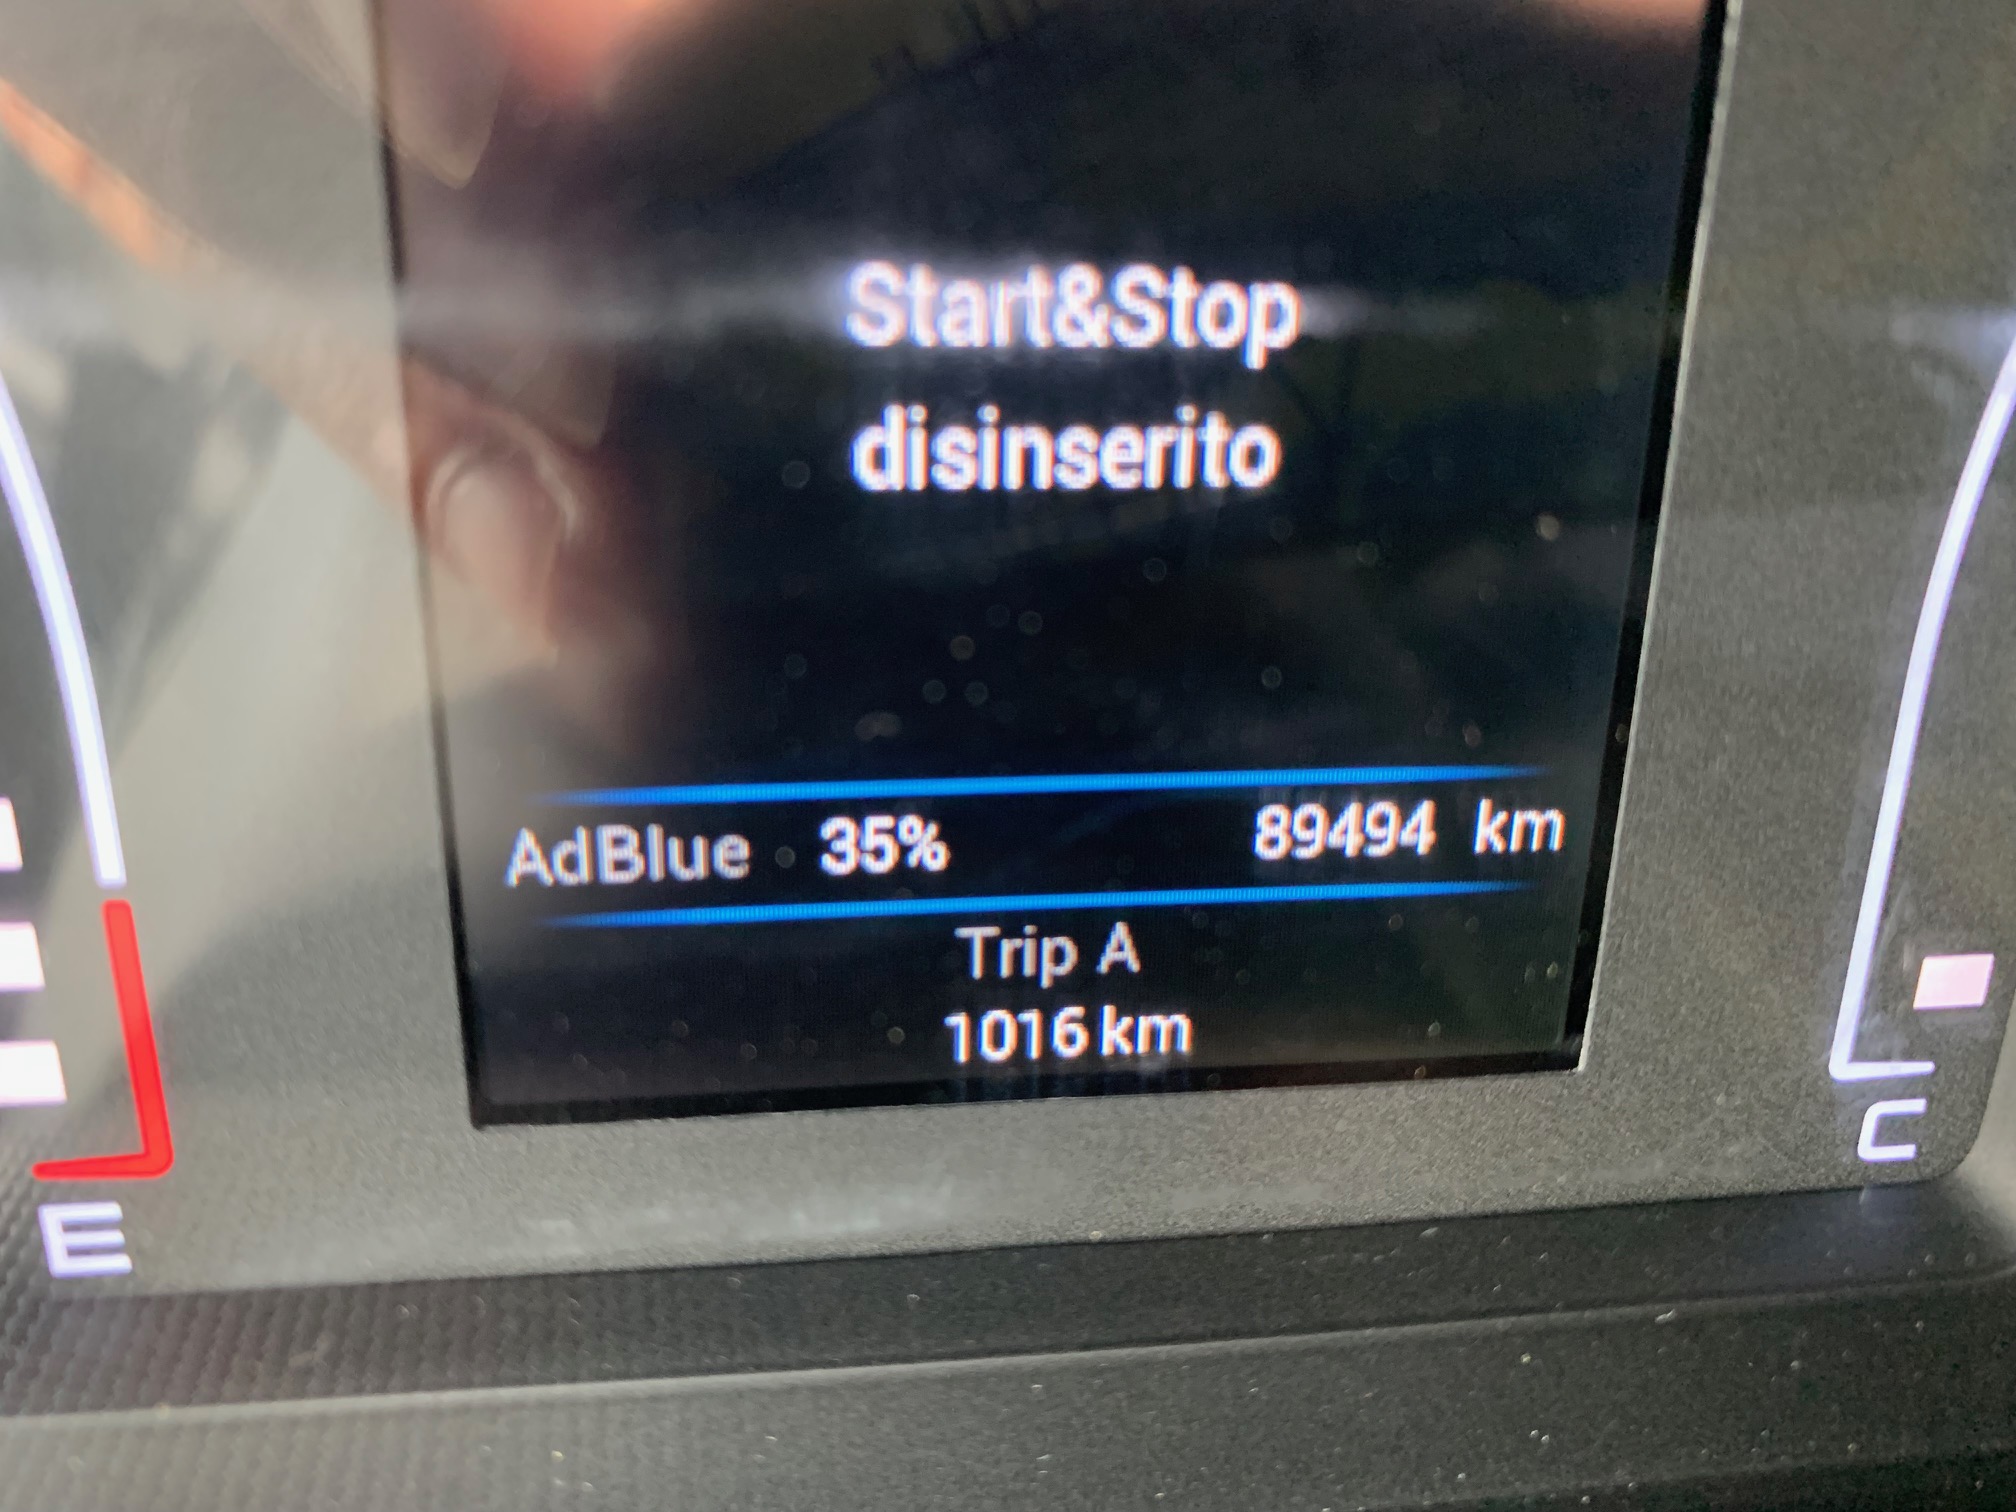 Start&Stop
disinserito
AdBlue 35% 89494 km
Trip A
1016 km
E
C